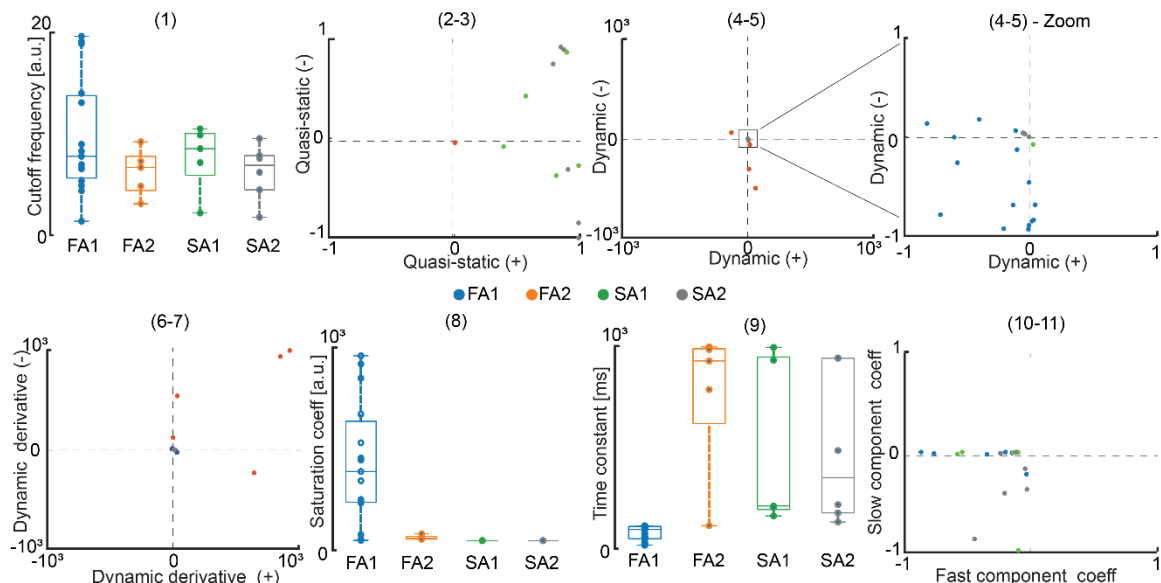 (1)
20
Cutoff frequency [a.u.]
0
FA1 FA2 SA1 SA2
(2-3)
1
Quasi-static (-)
0
-1
0 1
Quasi-static (+)
(4-5)
10³
Dynamic (-)
0
-10³
-10³ 0 10³
Dynamic (+)
(4-5) - Zoom
1
Dynamic (-)
0
-1
-1 0 1
Dynamic (+)
FA1 FA2 SA1 SA2
(6-7)
10³
Dynamic derivative (-)
0
-10³
-10³ 0 10³
Dynamic derivative (+)
(8)
10³
Saturation coeff [a.u.]
0
FA1 FA2 SA1 SA2
(9)
10³
Time constant [ms]
0
FA1 FA2 SA1 SA2
(10-11)
1
Slow component coeff
0
-1
-1 0 1
Fast component coeff